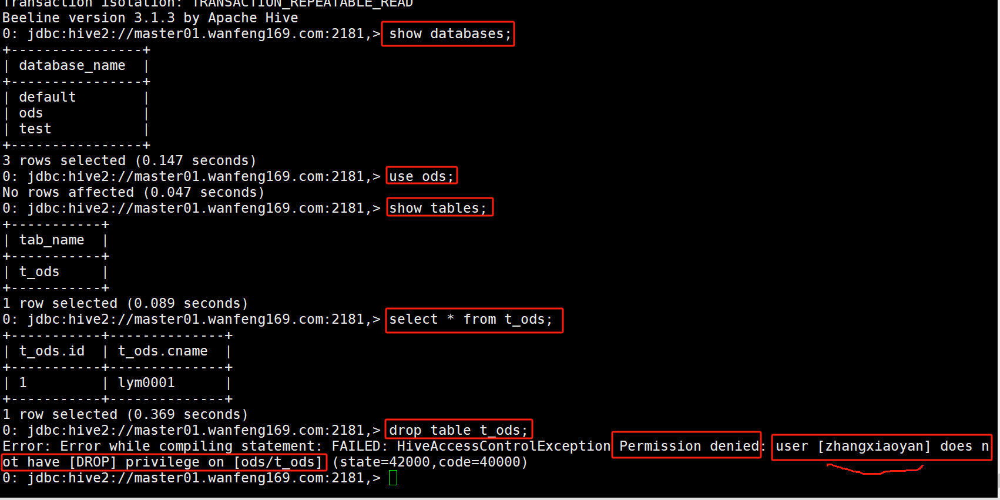 Transaction isolation: TRANSACTION_REPEATABLE_READ
Beeline version 3.1.3 by Apache Hive
0: jdbc:hive2://master01.wanfeng169.com:2181,> show databases;
+----------------+
| database_name  |
+----------------+
| default        |
| ods            |
| test           |
+----------------+
3 rows selected (0.147 seconds)
0: jdbc:hive2://master01.wanfeng169.com:2181,> use ods;
No rows affected (0.047 seconds)
0: jdbc:hive2://master01.wanfeng169.com:2181,> show tables;
+-----------+
| tab_name  |
+-----------+
| t_ods     |
+-----------+
1 row selected (0.089 seconds)
0: jdbc:hive2://master01.wanfeng169.com:2181,> select * from t_ods;
+-----------+--------------+
| t_ods.id  | t_ods.cname  |
+-----------+--------------+
| 1         | lym0001      |
+-----------+--------------+
1 row selected (0.369 seconds)
0: jdbc:hive2://master01.wanfeng169.com:2181,> drop table t_ods;
Error: Error while compiling statement: FAILED: HiveAccessControlException Permission denied: user [zhangxiaoyan] does n
ot have [DROP] privilege on [ods/t_ods] (state=42000,code=40000)
0: jdbc:hive2://master01.wanfeng169.com:2181,>